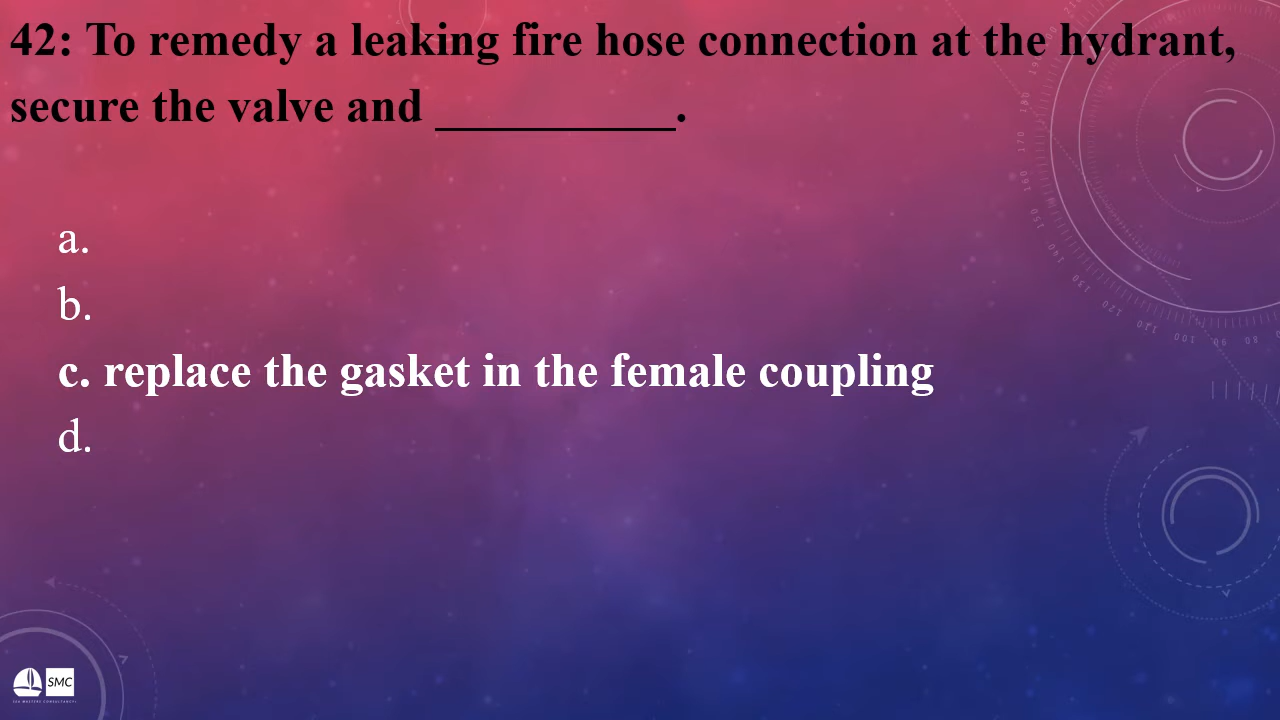 42: To remedy a leaking fire hose connection at the hydrant,
secure the valve and __________.
a.
b.
c. replace the gasket in the female coupling
d.
SMC